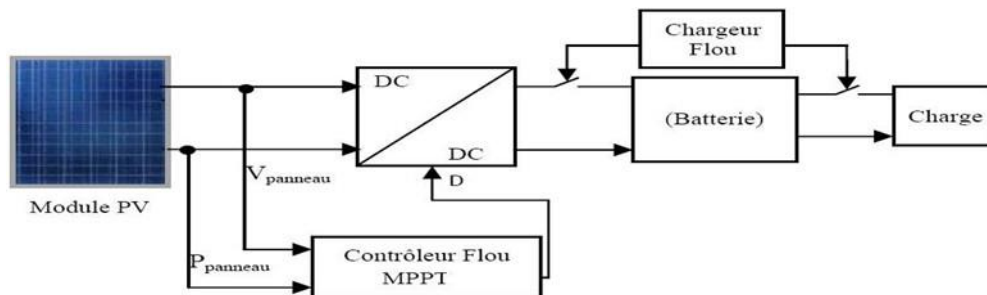 Chargeur
Flou
DC
DC
(Batterie)
Charge
D
Vpanneau
Module PV
Ppanneau
Contrôleur Flou
MPPT